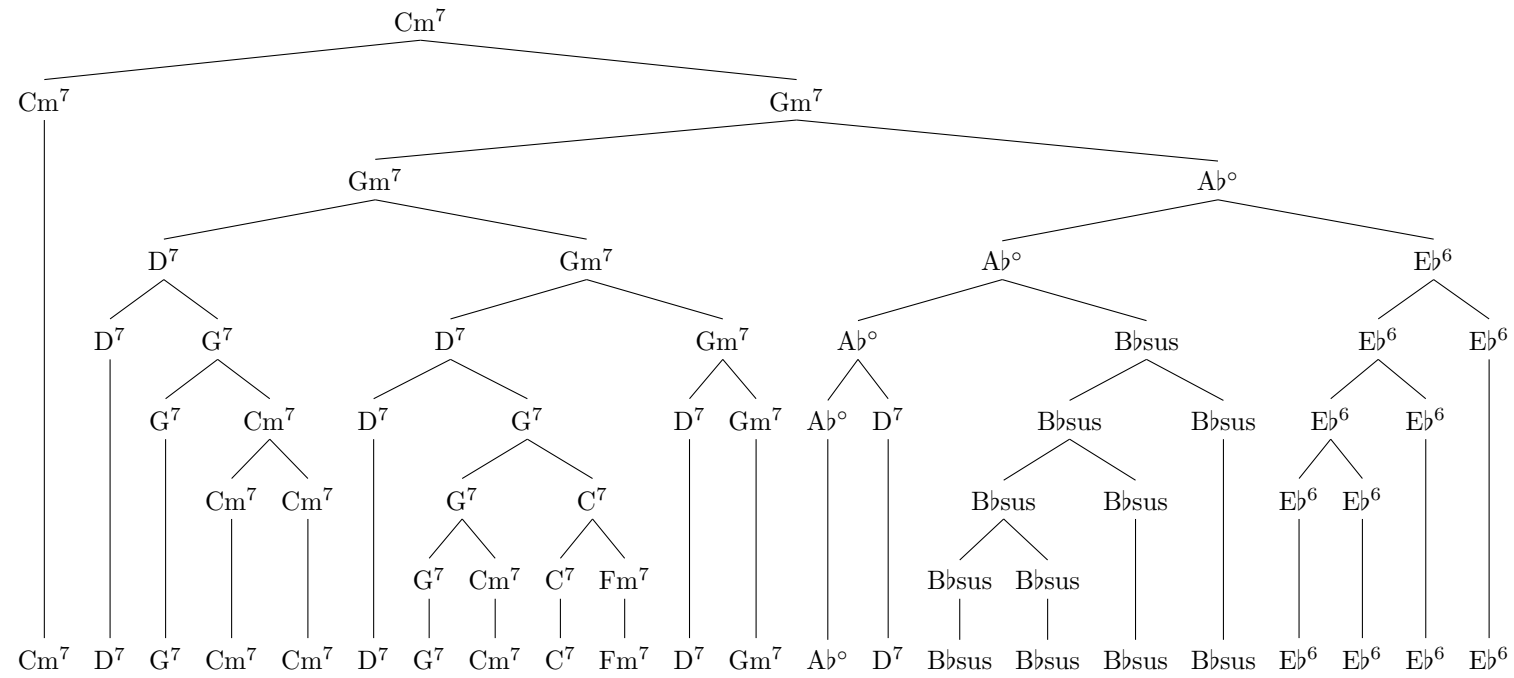 Cm⁷
Cm⁷ Gm⁷
Gm⁷ A♭°
D⁷ Gm⁷ A♭° E♭⁶
D⁷ G⁷ D⁷ Gm⁷ A♭° B♭sus E♭⁶ E♭⁶
G⁷ Cm⁷ D⁷ G⁷ D⁷ Gm⁷ A♭° D⁷ B♭sus B♭sus E♭⁶ E♭⁶
Cm⁷ Cm⁷ G⁷ C⁷ B♭sus B♭sus E♭⁶ E♭⁶
G⁷ Cm⁷ C⁷ Fm⁷ B♭sus B♭sus
Cm⁷ D⁷ G⁷ Cm⁷ Cm⁷ D⁷ G⁷ Cm⁷ C⁷ Fm⁷ D⁷ Gm⁷ A♭° D⁷ B♭sus B♭sus B♭sus B♭sus E♭⁶ E♭⁶ E♭⁶ E♭⁶